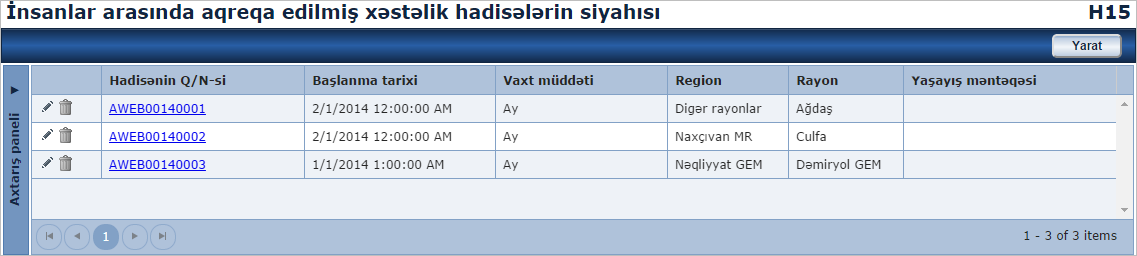 İnsanlar arasında aqreqa edilmiş xəstəlik hadisələrin siyahısı H15
Yarat
Axtarış paneli
Hadisənin Q/N-si Başlanma tarixi Vaxt müddəti Region Rayon Yaşayış məntəqəsi
AWEB00140001 2/1/2014 12:00:00 AM Ay Digər rayonlar Ağdaş
AWEB00140002 2/1/2014 12:00:00 AM Ay Naxçıvan MR Culfa
AWEB00140003 1/1/2014 1:00:00 AM Ay Nəqliyyat GEM Dəmiryol GEM
1 1 - 3 of 3 items